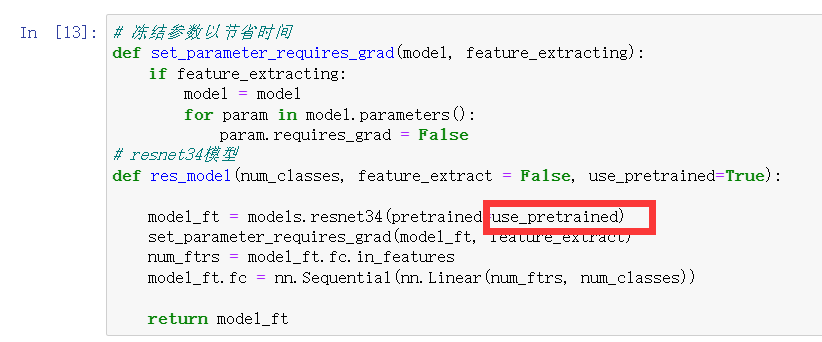 In [13]: # 冻结参数以节省时间
def set_parameter_requires_grad(model, feature_extracting):
if feature_extracting:
model = model
for param in model.parameters():
param.requires_grad = False
# resnet34模型
def res_model(num_classes, feature_extract = False, use_pretrained=True):
model_ft = models.resnet34(pretrained=use_pretrained)
set_parameter_requires_grad(model_ft, feature_extract)
num_ftrs = model_ft.fc.in_features
model_ft.fc = nn.Sequential(nn.Linear(num_ftrs, num_classes))
return model_ft